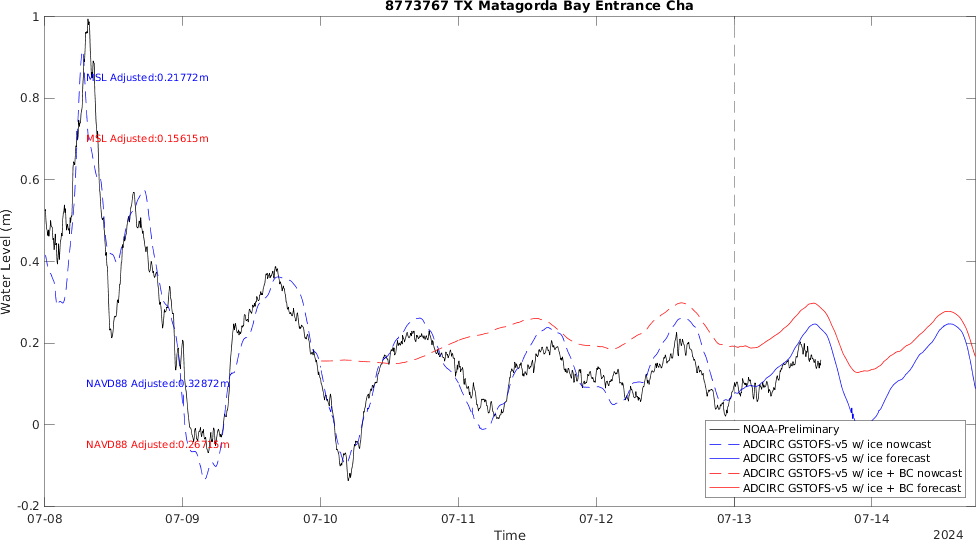 8773767 TX Matagorda Bay Entrance Cha
1
0.8
0.6
0.4
0.2
0
-0.2
Water Level (m)
MSL Adjusted:0.21772m
MSL Adjusted:0.15615m
NAVD88 Adjusted:0.32872m
NAVD88 Adjusted:0.26715m
NOAA-Preliminary
ADCIRC GSTOFS-v5 w/ ice nowcast
ADCIRC GSTOFS-v5 w/ ice forecast
ADCIRC GSTOFS-v5 w/ice + BC nowcast
ADCIRC GSTOFS-v5 w/ice + BC forecast
07-08 07-09 07-10 07-11 07-12 07-13 07-14
Time
2024